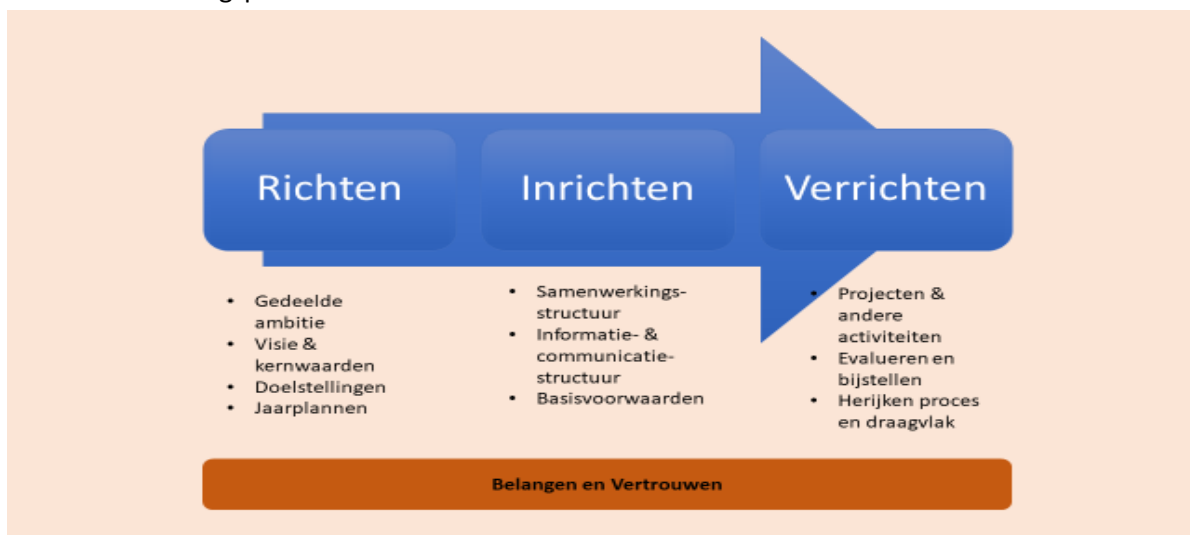 Richten
Inrichten
Verrichten
• Gedeelde
ambitie
• Visie &
kernwaarden
• Doelstellingen
• Jaarplannen
• Samenwerkings-
structuur
• Informatie- &
communicatie-
structuur
• Basisvoorwaarden
• Projecten &
andere
activiteiten
• Evalueren en
bijstellen
• Herijken proces
en draagvlak
Belangen en Vertrouwen